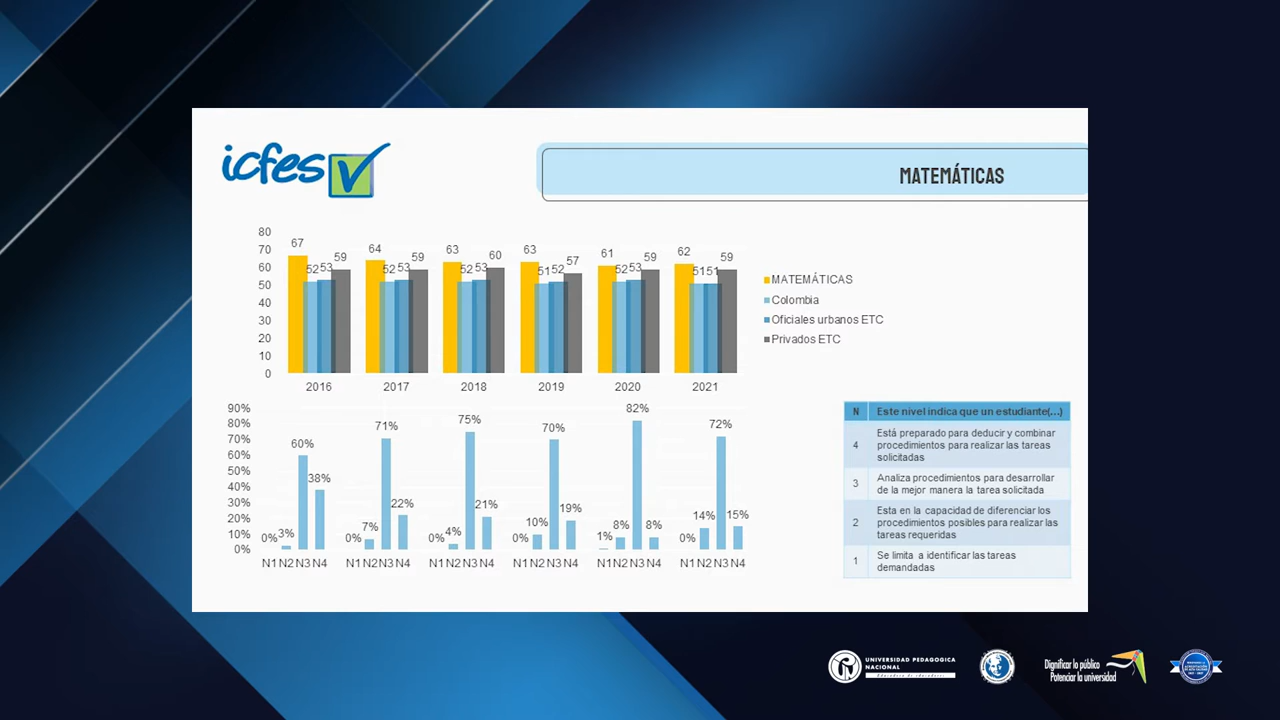 icfes
MATEMÁTICAS
80
70
60
50
40
30
20
10
0
67
52
53
59
64
52
53
59
63
52
53
60
63
51
52
57
61
52
53
59
62
51
51
59
2016
2017
2018
2019
2020
2021
MATEMÁTICAS
Colombia
Oficiales urbanos ETC
Privados ETC
90%
80%
70%
60%
50%
40%
30%
20%
10%
0%
0%
3%
60%
38%
0%
7%
71%
22%
0%
4%
75%
21%
0%
10%
70%
19%
1%
8%
82%
8%
0%
14%
72%
15%
N1 N2 N3 N4
N1 N2 N3 N4
N1 N2 N3 N4
N1 N2 N3 N4
N1 N2 N3 N4
N1 N2 N3 N4
N Este nivel indica que un estudiante(...)
4
Está preparado para deducir y combinar
procedimientos para realizar las tareas
solicitadas
3
Analiza procedimientos para desarrollar
de la mejor manera la tarea solicitada
2
Esta en la capacidad de diferenciar los
procedimientos posibles para realizar las
tareas requeridas
1
Se limita a identificar las tareas
demandadas
UNIVERSIDAD PEDAGOGICA
NACIONAL
Educadora de educadores
Dignificar lo público
Potenciar la universidad